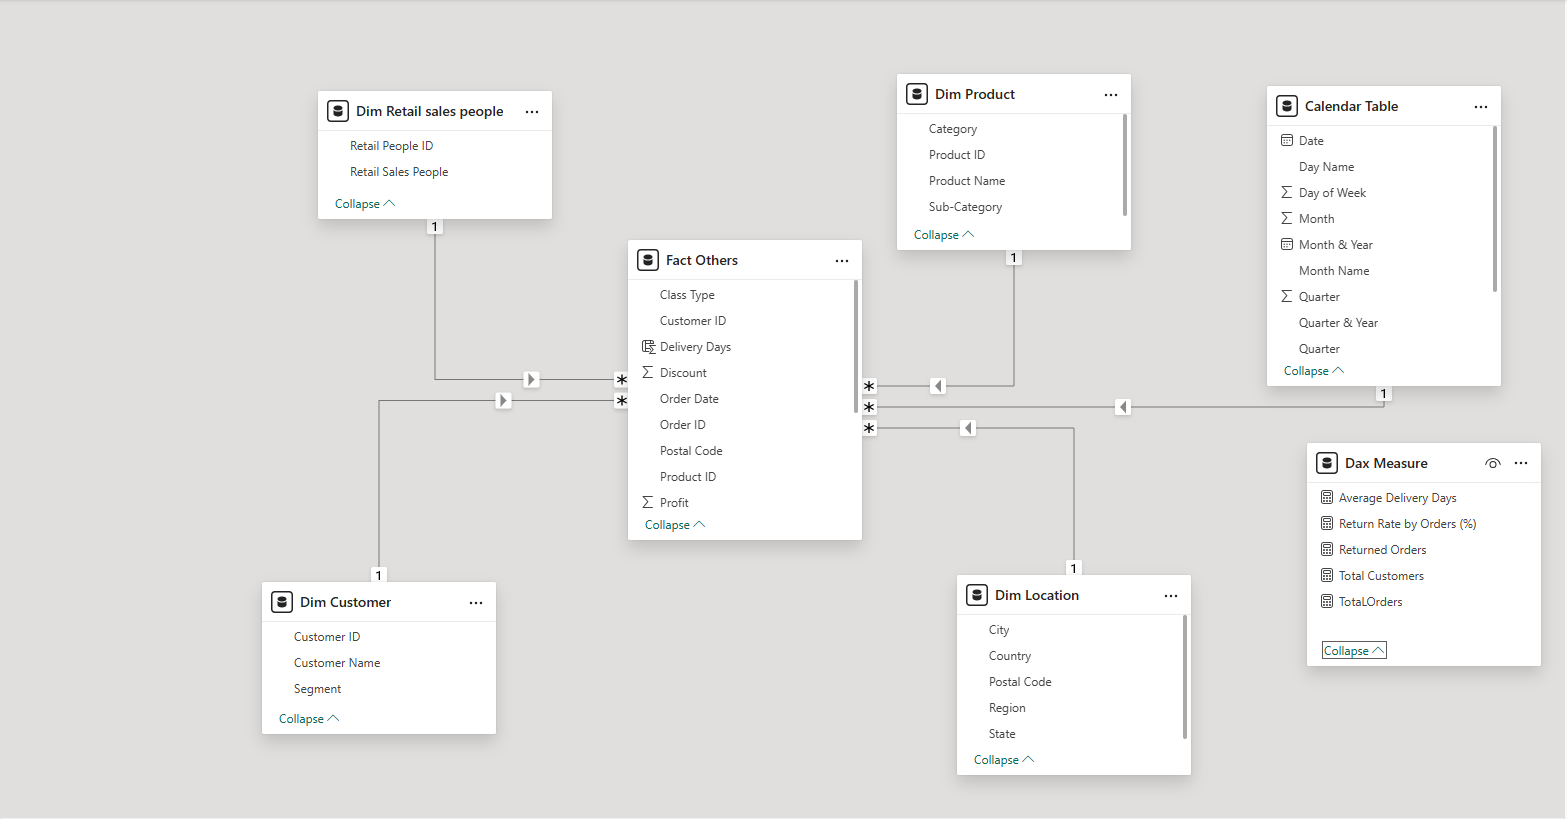 Dim Retail sales people
Retail People ID
Retail Sales People
Collapse
1
Dim Product
Category
Product ID
Product Name
Sub-Category
Collapse
1
Calendar Table
Date
Day Name
Day of Week
Month
Month & Year
Month Name
Quarter
Quarter & Year
Quarter
Collapse
1
Fact Others
Class Type
Customer ID
Delivery Days
Discount
Order Date
Order ID
Postal Code
Product ID
Profit
Collapse
*
*
*
*
*
Dax Measure
Average Delivery Days
Return Rate by Orders (%)
Returned Orders
Total Customers
TotaLOrders
Collapse
1
Dim Customer
Customer ID
Customer Name
Segment
Collapse
1
Dim Location
City
Country
Postal Code
Region
State
Collapse